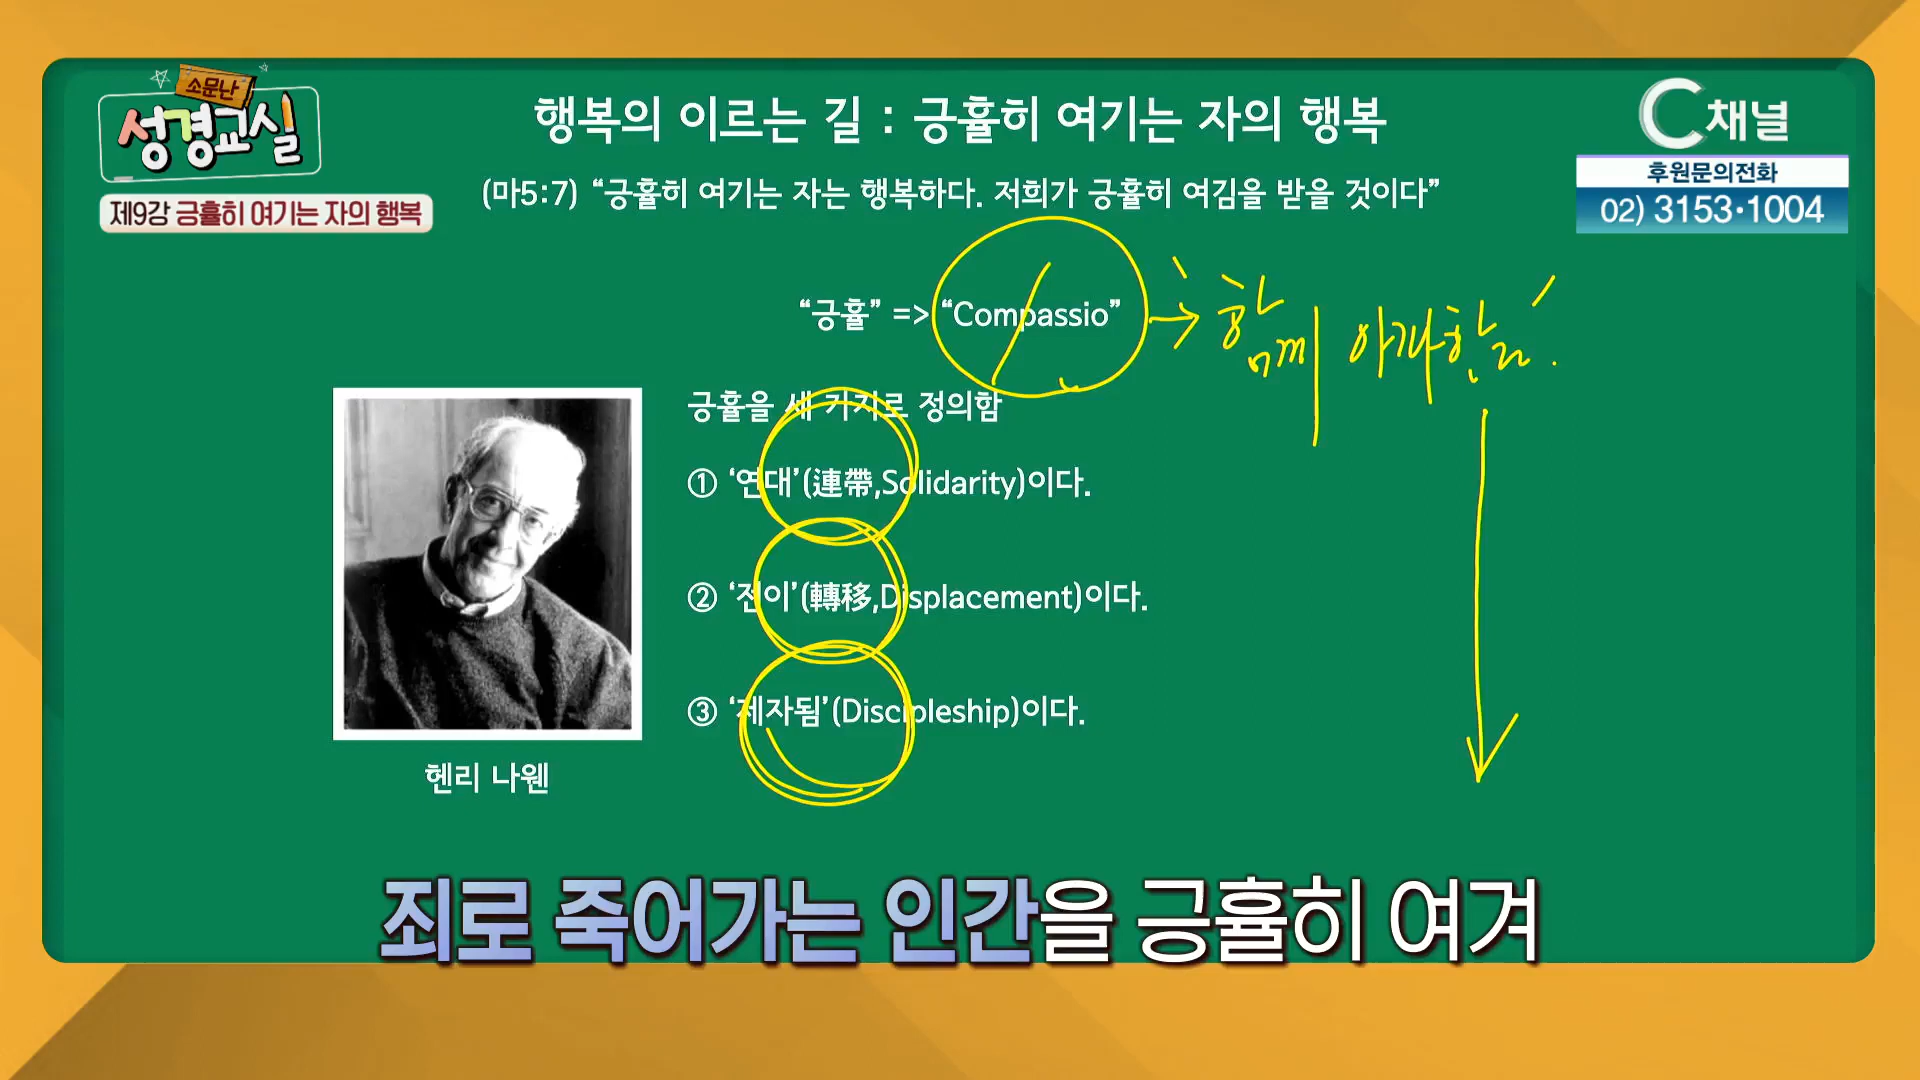 소문난
성경교실
제9강 긍휼히 여기는 자의 행복
행복의 이르는 길 : 긍휼히 여기는 자의 행복
(마5:7) “긍휼히 여기는 자는 행복하다. 저희가 긍휼히 여김을 받을 것이다”
C채널
후원문의전화
02) 3153·1004
“긍휼” => “Compassio” → 함께 아파함
긍휼을 세 가지로 정의함
① ‘연대’(連帶,Solidarity)이다.
② ‘전이’(轉移,Displacement)이다.
③ ‘제자됨’(Discipleship)이다.
헨리 나웬
죄로 죽어가는 인간을 긍휼히 여겨